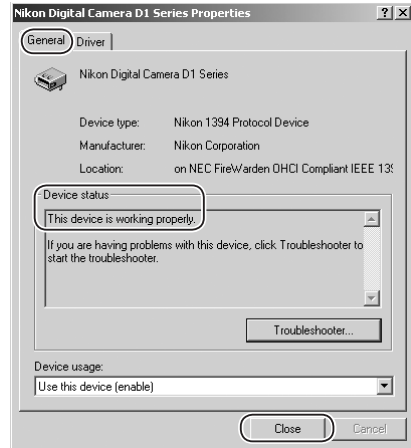 Nikon Digital Camera D1 Series Properties
General Driver
Nikon Digital Camera D1 Series
Device type: Nikon 1394 Protocol Device
Manufacturer: Nikon Corporation
Location: on NEC FireWarden OHCI Compliant IEEE 139
Device status
This device is working properly.
If you are having problems with this device, click Troubleshooter to
start the troubleshooter.
Troubleshooter...
Device usage:
Use this device (enable)
Close Cancel